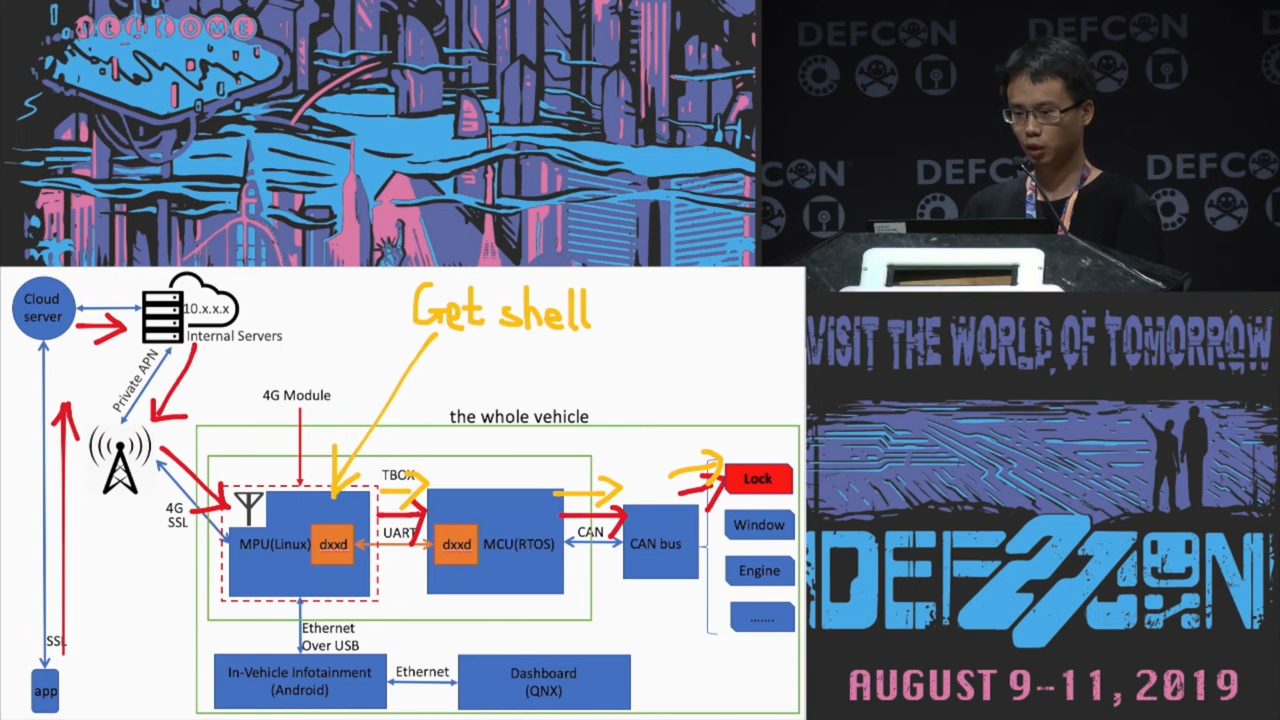 WELCOME
DEFCON
DEFCON
DEFCON
DEFCON
DEFCON
Cloud
server
10.x.x.x
Internal Servers
Private APN
Get shell
4G Module
the whole vehicle
TBOX
4G
SSL
MPU(Linux)
dxxd
UART
dxxd
MCU(RTOS)
CAN
CAN bus
Lock
Window
Engine
.......
Ethernet
Over USB
SSL
app
In-Vehicle Infotainment
(Android)
Ethernet
Dashboard
(QNX)
VISIT THE WORLD OF TOMORROW
DEF27CON
AUGUST 9-11, 2019